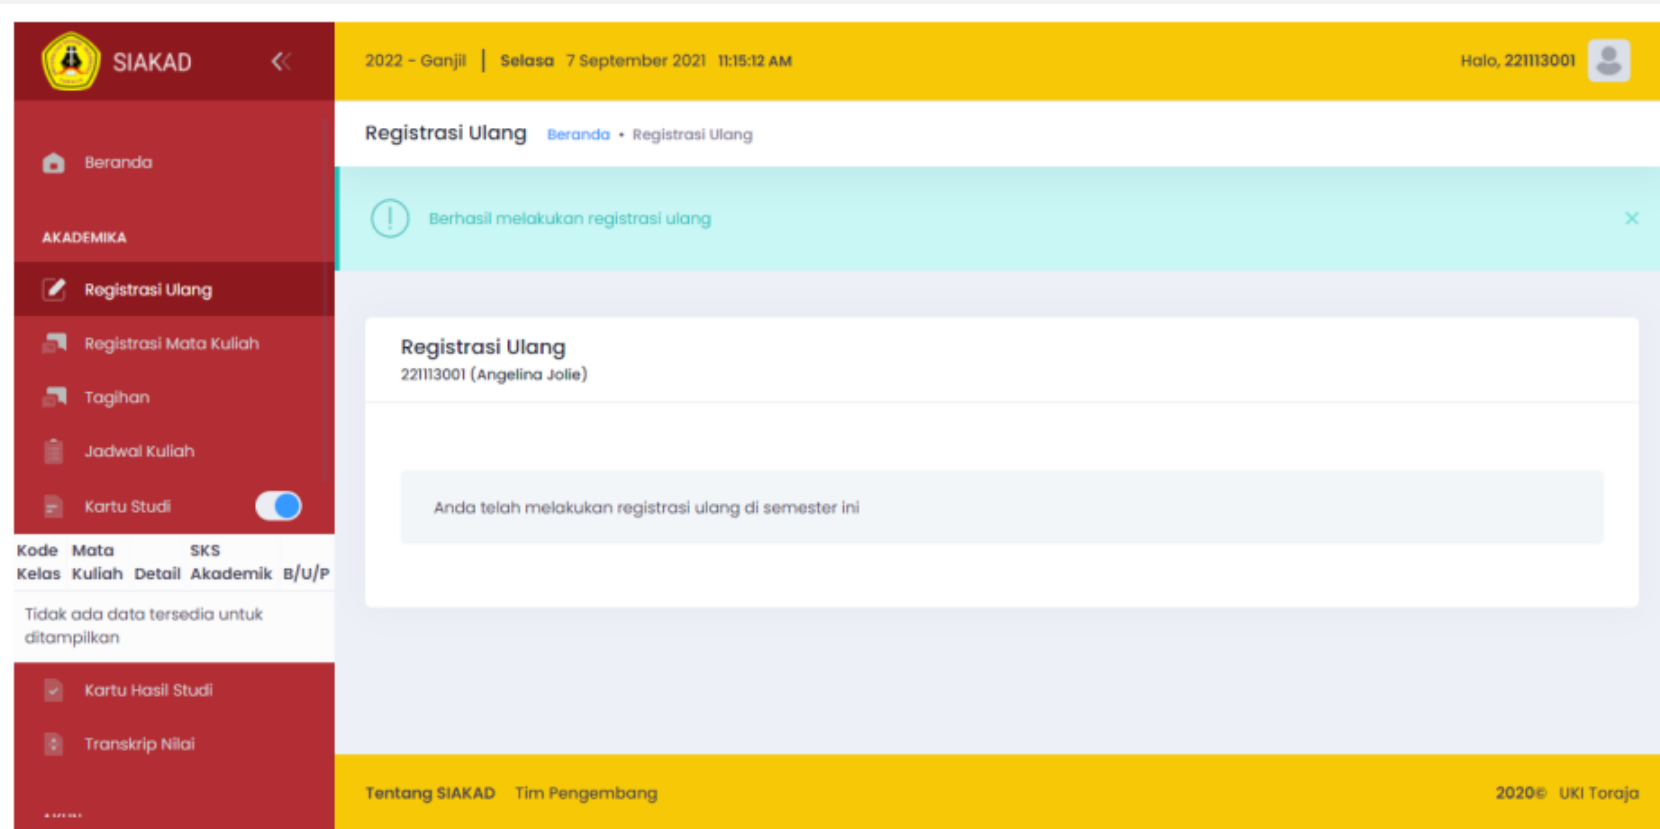 SIAKAD
2022 - Ganjil | Selasa 7 September 2021 11:15:12 AM
Halo, 221113001
Registrasi Ulang Beranda • Registrasi Ulang
Berhasil melakukan registrasi ulang
Beranda
AKADEMIKA
Registrasi Ulang
Registrasi Mata Kuliah
Tagihan
Jadwal Kuliah
Kartu Studi
Kode Mata SKS
Kelas Kuliah Detail Akademik B/U/P
Tidak ada data tersedia untuk
ditampilkan
Kartu Hasil Studi
Transkrip Nilai
Registrasi Ulang
221113001 (Angelina Jolie)
Anda telah melakukan registrasi ulang di semester ini
Tentang SIAKAD Tim Pengembang
2020© UKI Toraja